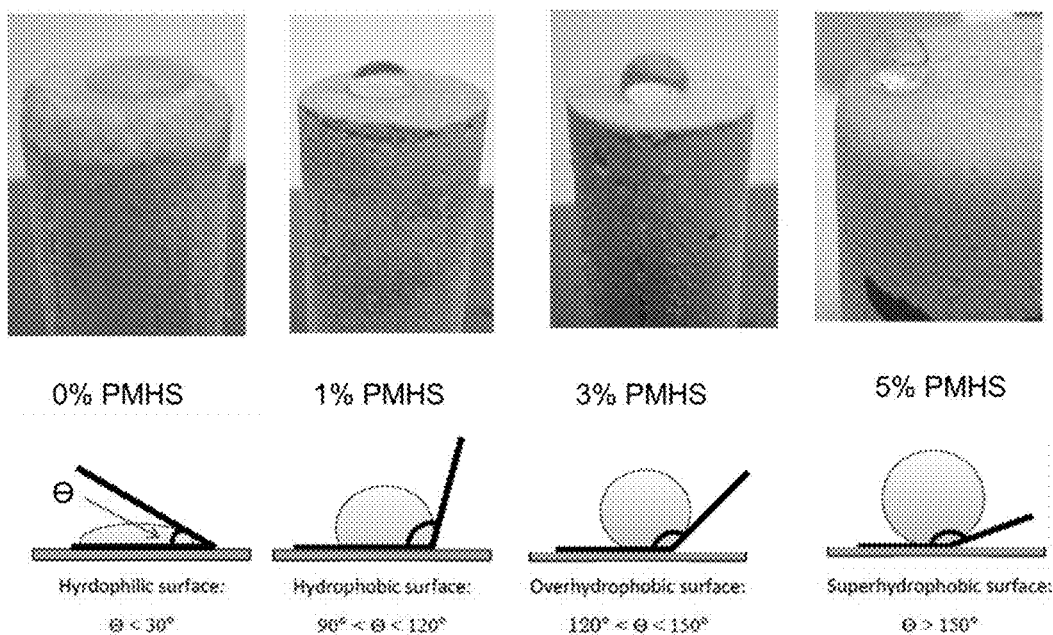 0% PMHS
1% PMHS
3% PMHS
5% PMHS
Θ
Hyrdophilic surface:
Hydrophobic surface:
Overhydrophobic surface:
Superhydrophobic surface:
Θ < 30°
90° < Θ < 120°
120° < Θ < 150°
Θ > 150°